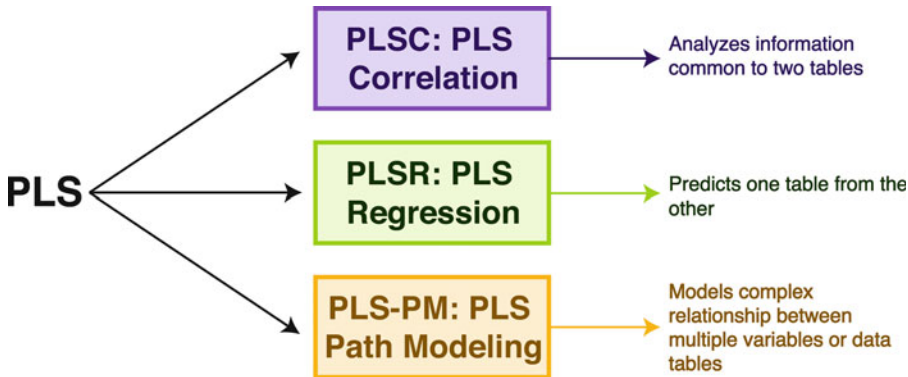 PLS
PLSC: PLS
Correlation
Analyzes information
common to two tables
PLSR: PLS
Regression
Predicts one table from the
other
PLS-PM: PLS
Path Modeling
Models complex
relationship between
multiple variables or data
tables